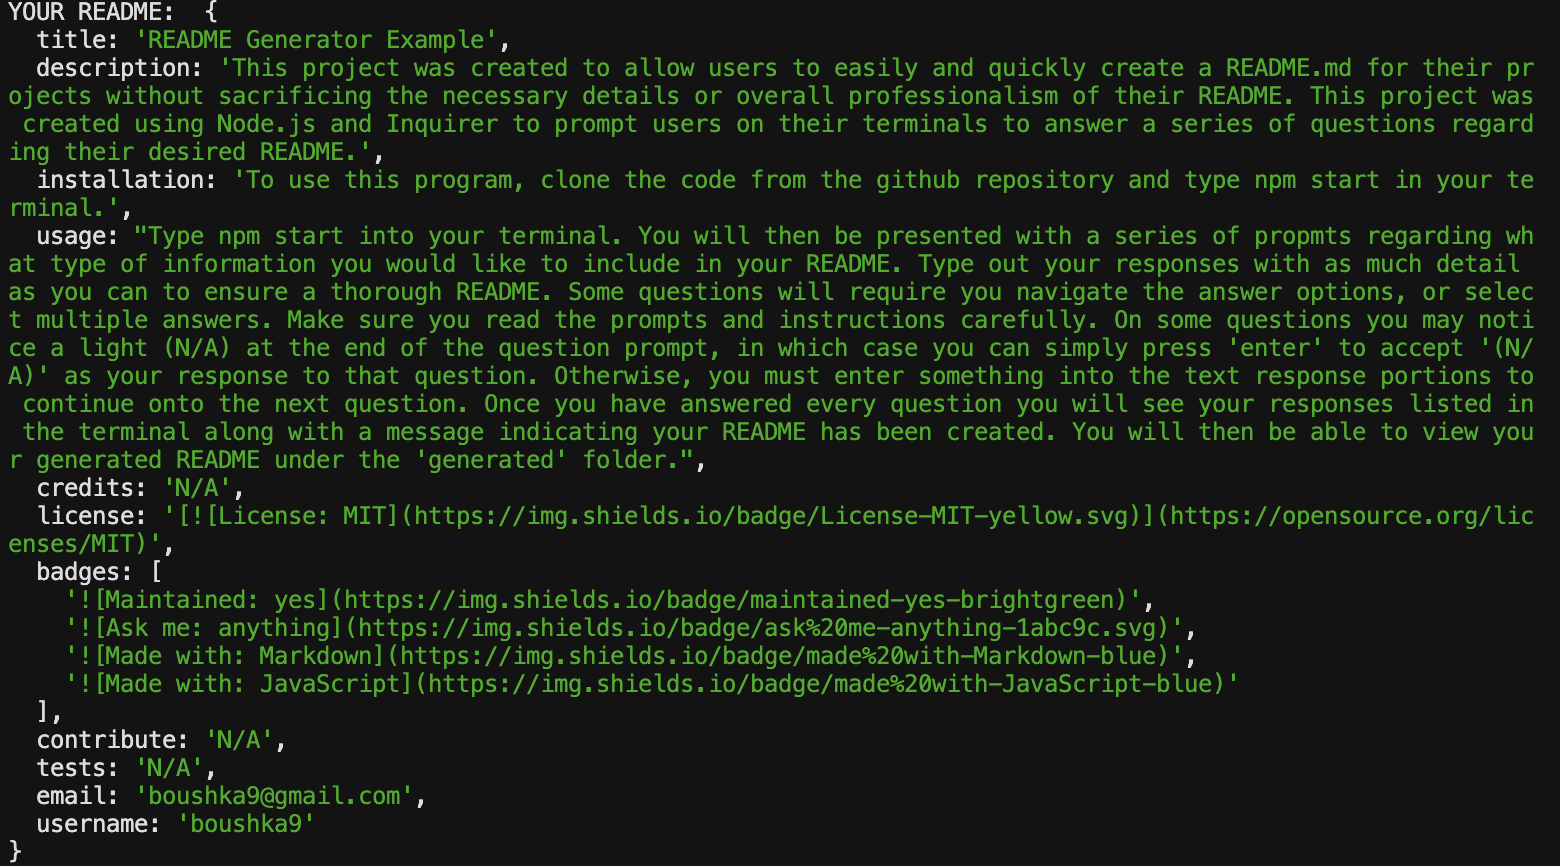 YOUR README:  {
  title: 'README Generator Example',
  description: 'This project was created to allow users to easily and quickly create a README.md for their pr
ojects without sacrificing the necessary details or overall professionalism of their README. This project was
 created using Node.js and Inquirer to prompt users on their terminals to answer a series of questions regard
ing their desired README.',
  installation: 'To use this program, clone the code from the github repository and type npm start in your te
rminal.',
  usage: "Type npm start into your terminal. You will then be presented with a series of propmts regarding wh
at type of information you would like to include in your README. Type out your responses with as much detail 
as you can to ensure a thorough README. Some questions will require you navigate the answer options, or selec
t multiple answers. Make sure you read the prompts and instructions carefully. On some questions you may noti
ce a light (N/A) at the end of the question prompt, in which case you can simply press 'enter' to accept '(N/
A)' as your response to that question. Otherwise, you must enter something into the text response portions to
 continue onto the next question. Once you have answered every question you will see your responses listed in
 the terminal along with a message indicating your README has been created. You will then be able to view you
r generated README under the 'generated' folder.",
  credits: 'N/A',
  license: '[![License: MIT](https://img.shields.io/badge/License-MIT-yellow.svg)](https://opensource.org/lic
enses/MIT)',
  badges: [
    '![Maintained: yes](https://img.shields.io/badge/maintained-yes-brightgreen)',
    '![Ask me: anything](https://img.shields.io/badge/ask%20me-anything-1abc9c.svg)',
    '![Made with: Markdown](https://img.shields.io/badge/made%20with-Markdown-blue)',
    '![Made with: JavaScript](https://img.shields.io/badge/made%20with-JavaScript-blue)'
  ],
  contribute: 'N/A',
  tests: 'N/A',
  email: 'boushka9@gmail.com',
  username: 'boushka9'
}